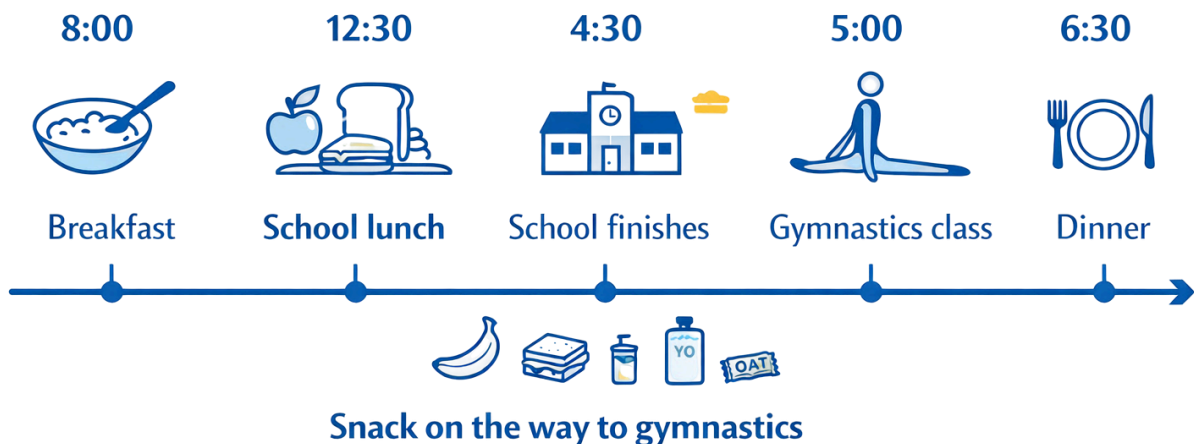 8:00 12:30 4:30 5:00 6:30
Breakfast School lunch School finishes Gymnastics class Dinner
YO
OAT
Snack on the way to gymnastics